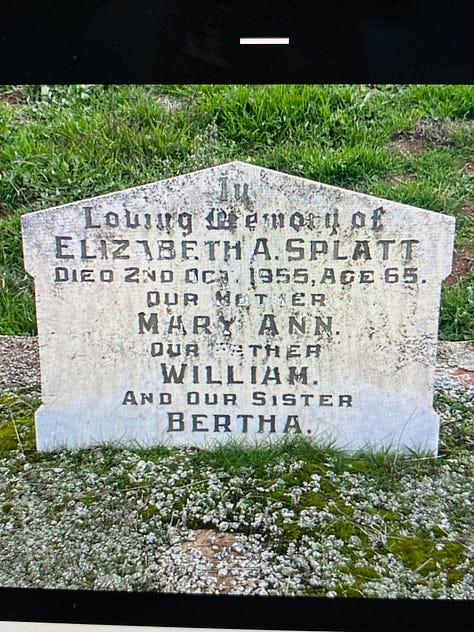 In
Loving Memory of
ELIZABETH A. SPLATT
DIED 2ND OCT. 1955, AGE 65.
OUR MOTHER
MARY ANN.
OUR FATHER
WILLIAM.
AND OUR SISTER
BERTHA.